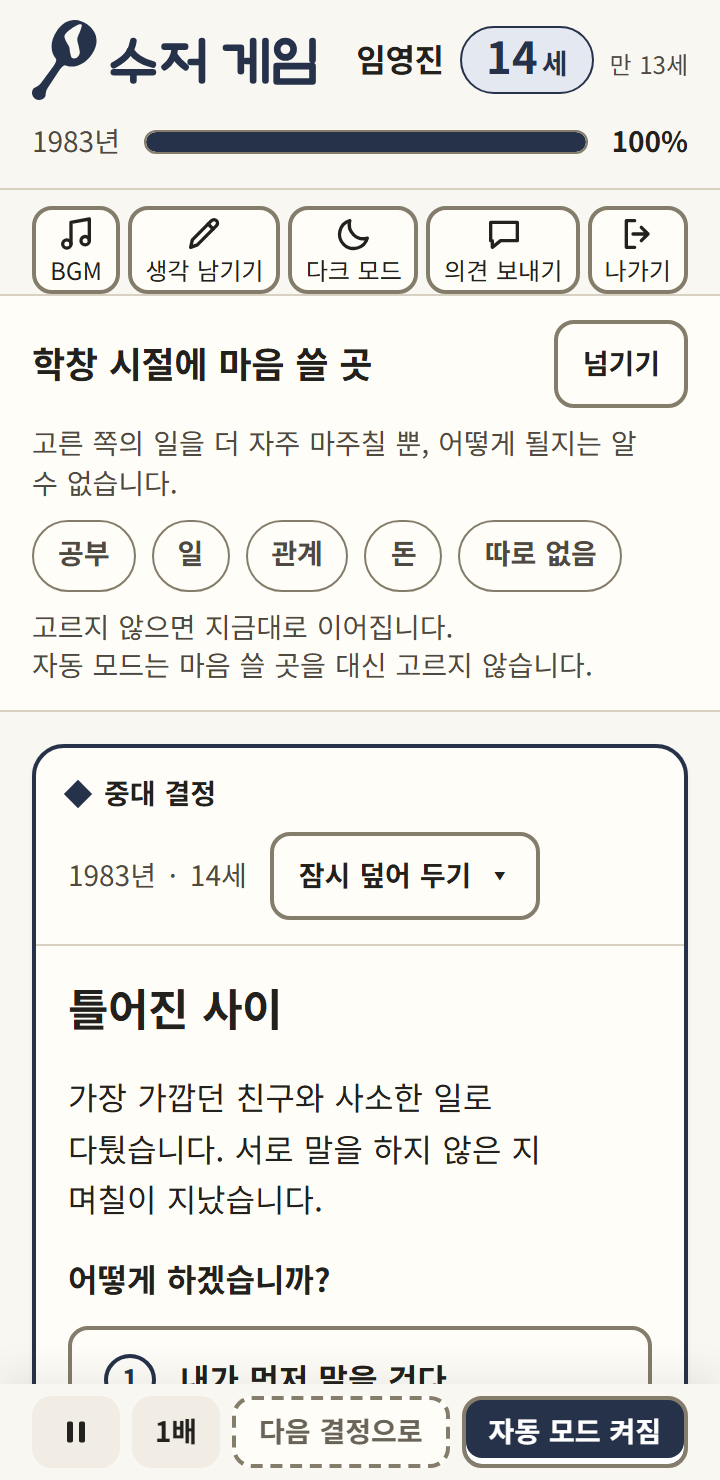 수저 게임 임영진 14세 만 13세
1983년 100%
BGM 생각 남기기 다크 모드 의견 보내기 나가기
학창 시절에 마음 쓸 곳 넘기기
고른 쪽의 일을 더 자주 마주칠 뿐, 어떻게 될지는 알
수 없습니다.
공부 일 관계 돈 따로 없음
고르지 않으면 지금대로 이어집니다.
자동 모드는 마음 쓸 곳을 대신 고르지 않습니다.
중대 결정
1983년 · 14세 잠시 덮어 두기
틀어진 사이
가장 가깝던 친구와 사소한 일로
다퉜습니다. 서로 말을 하지 않은 지
며칠이 지났습니다.
어떻게 하겠습니까?
1 내가 먼저 말을 건다
1배 다음 결정으로 자동 모드 켜짐